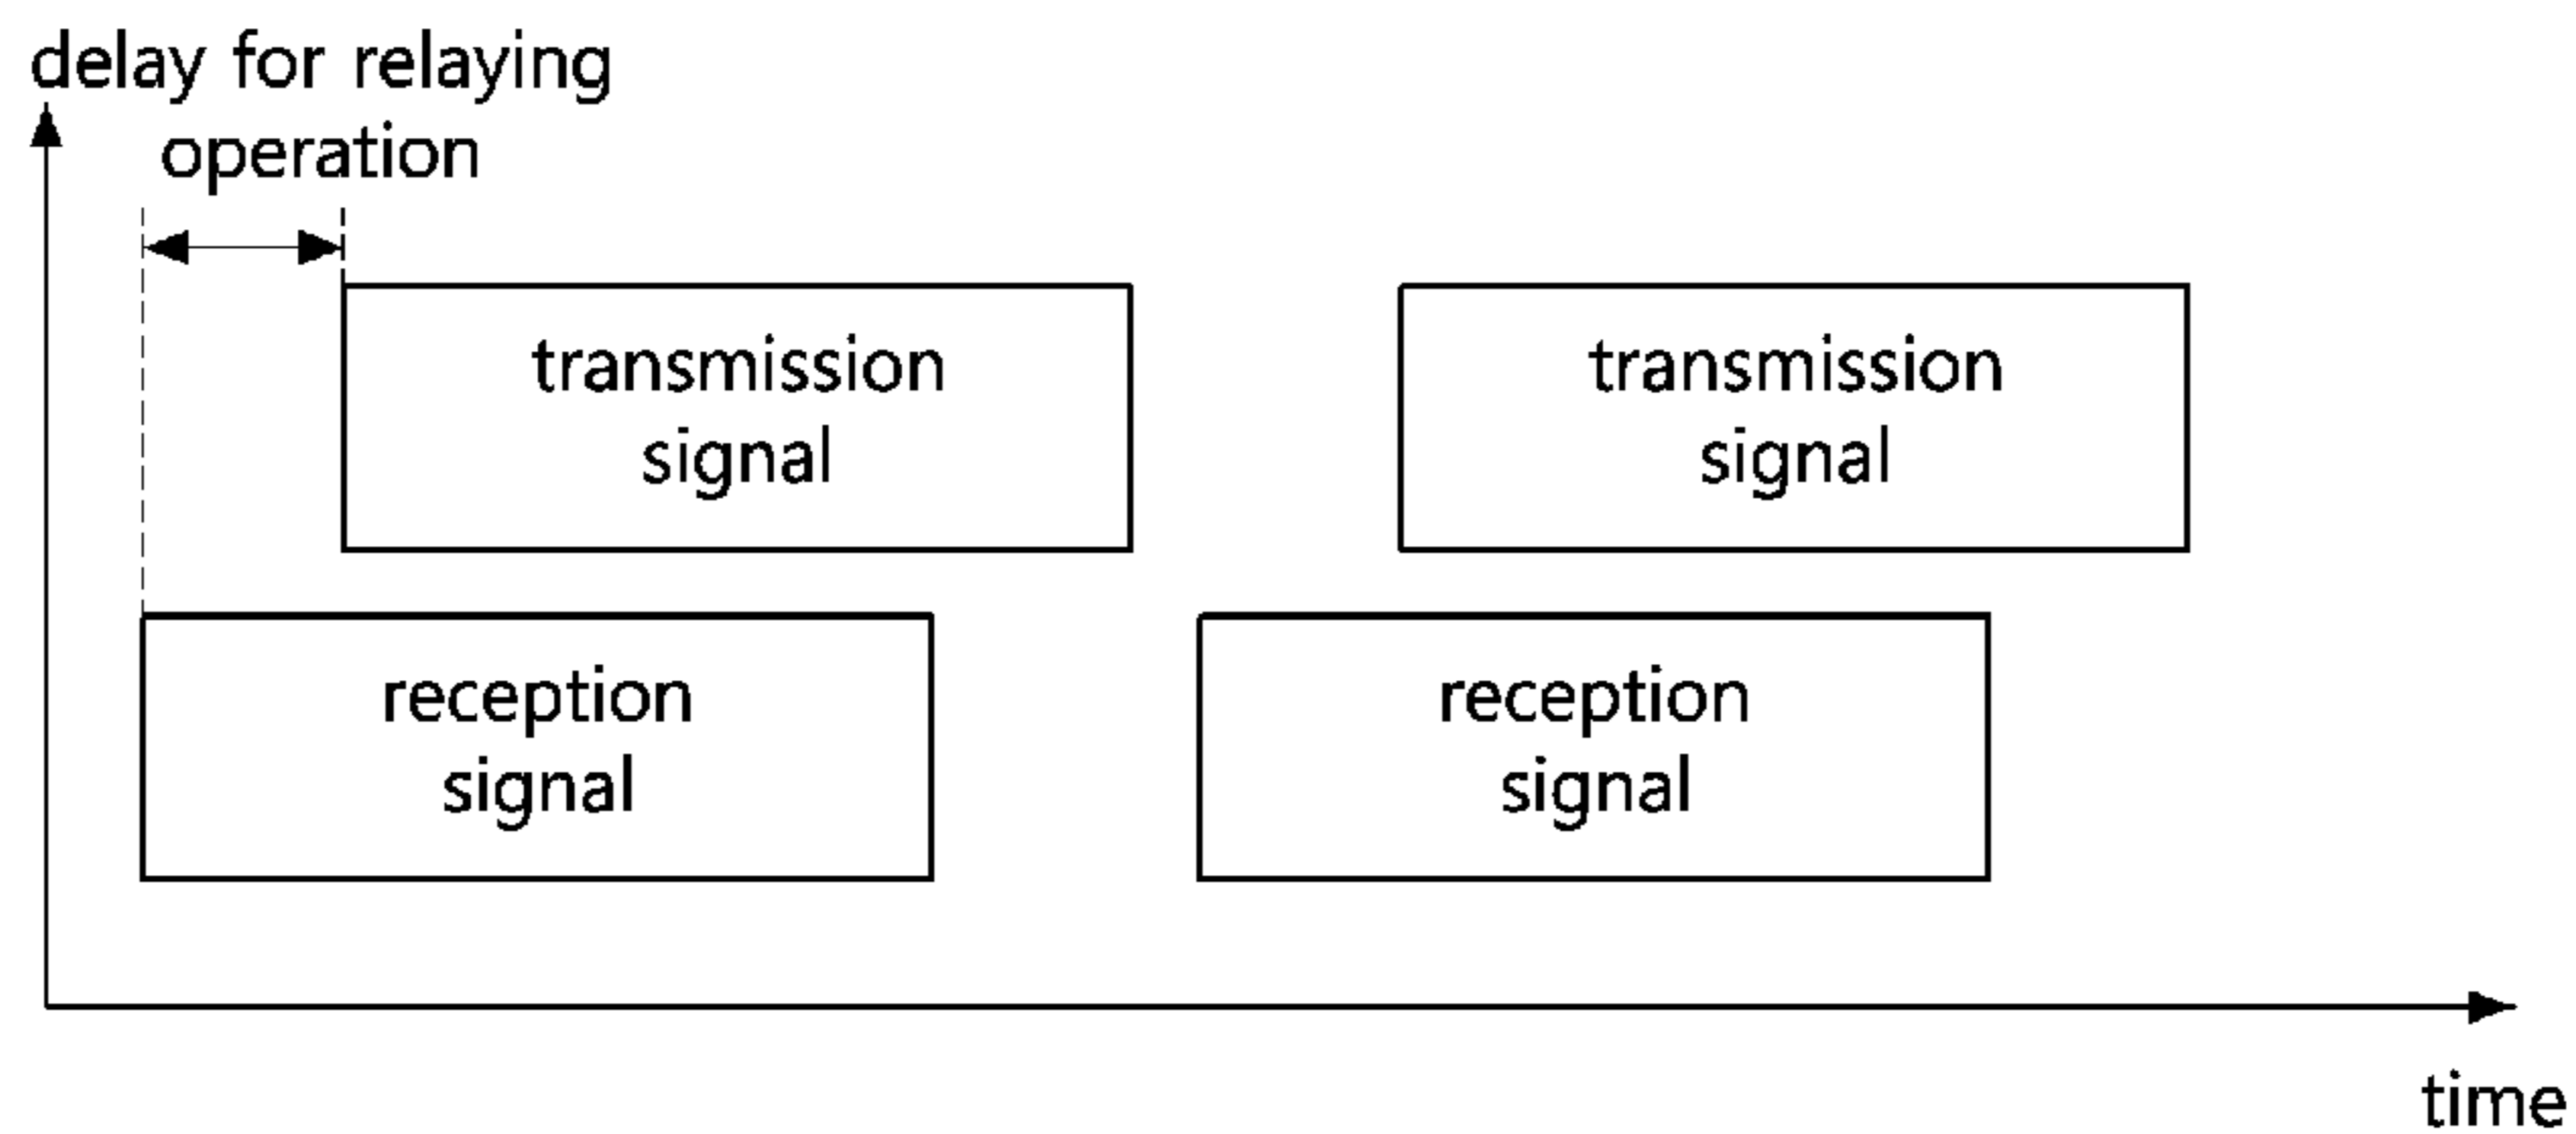 delay for relaying
operation
transmission
signal
transmission
signal
reception
signal
reception
signal
time